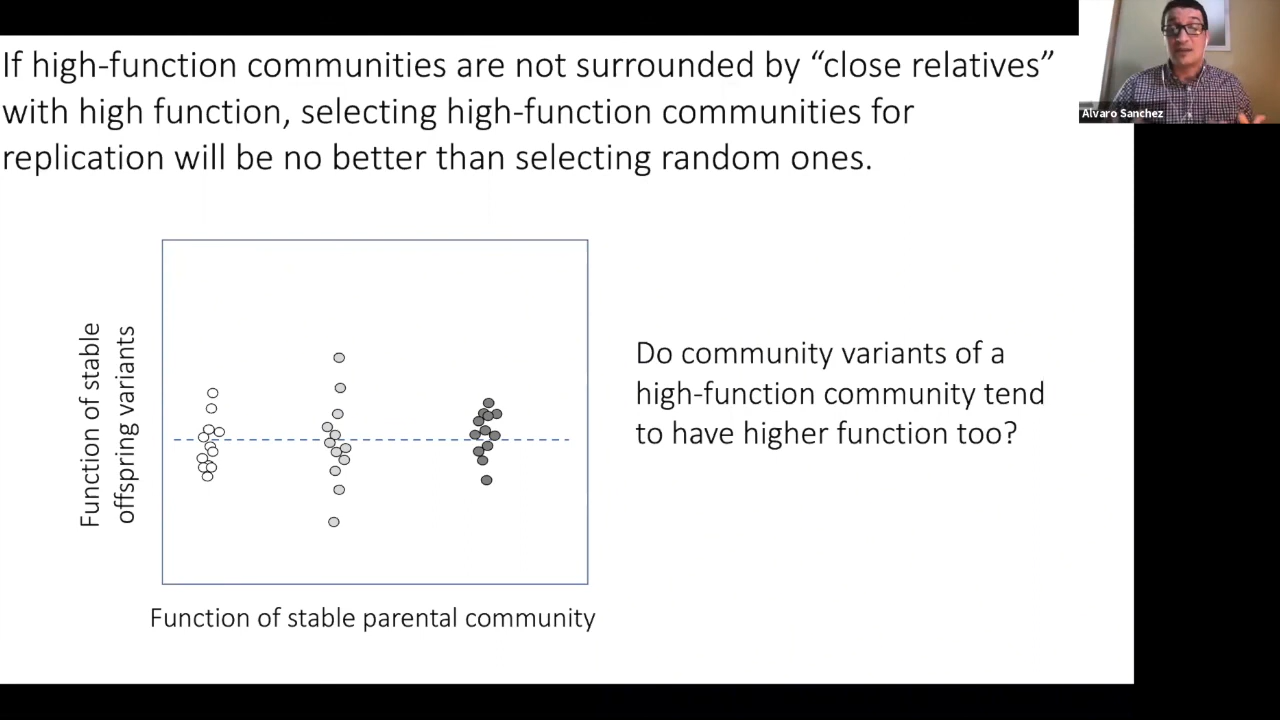 If high-function communities are not surrounded by “close relatives”
with high function, selecting high-function communities for
replication will be no better than selecting random ones.
Alvaro Sanchez
Function of stable
offspring variants
Do community variants of a
high-function community tend
to have higher function too?
Function of stable parental community